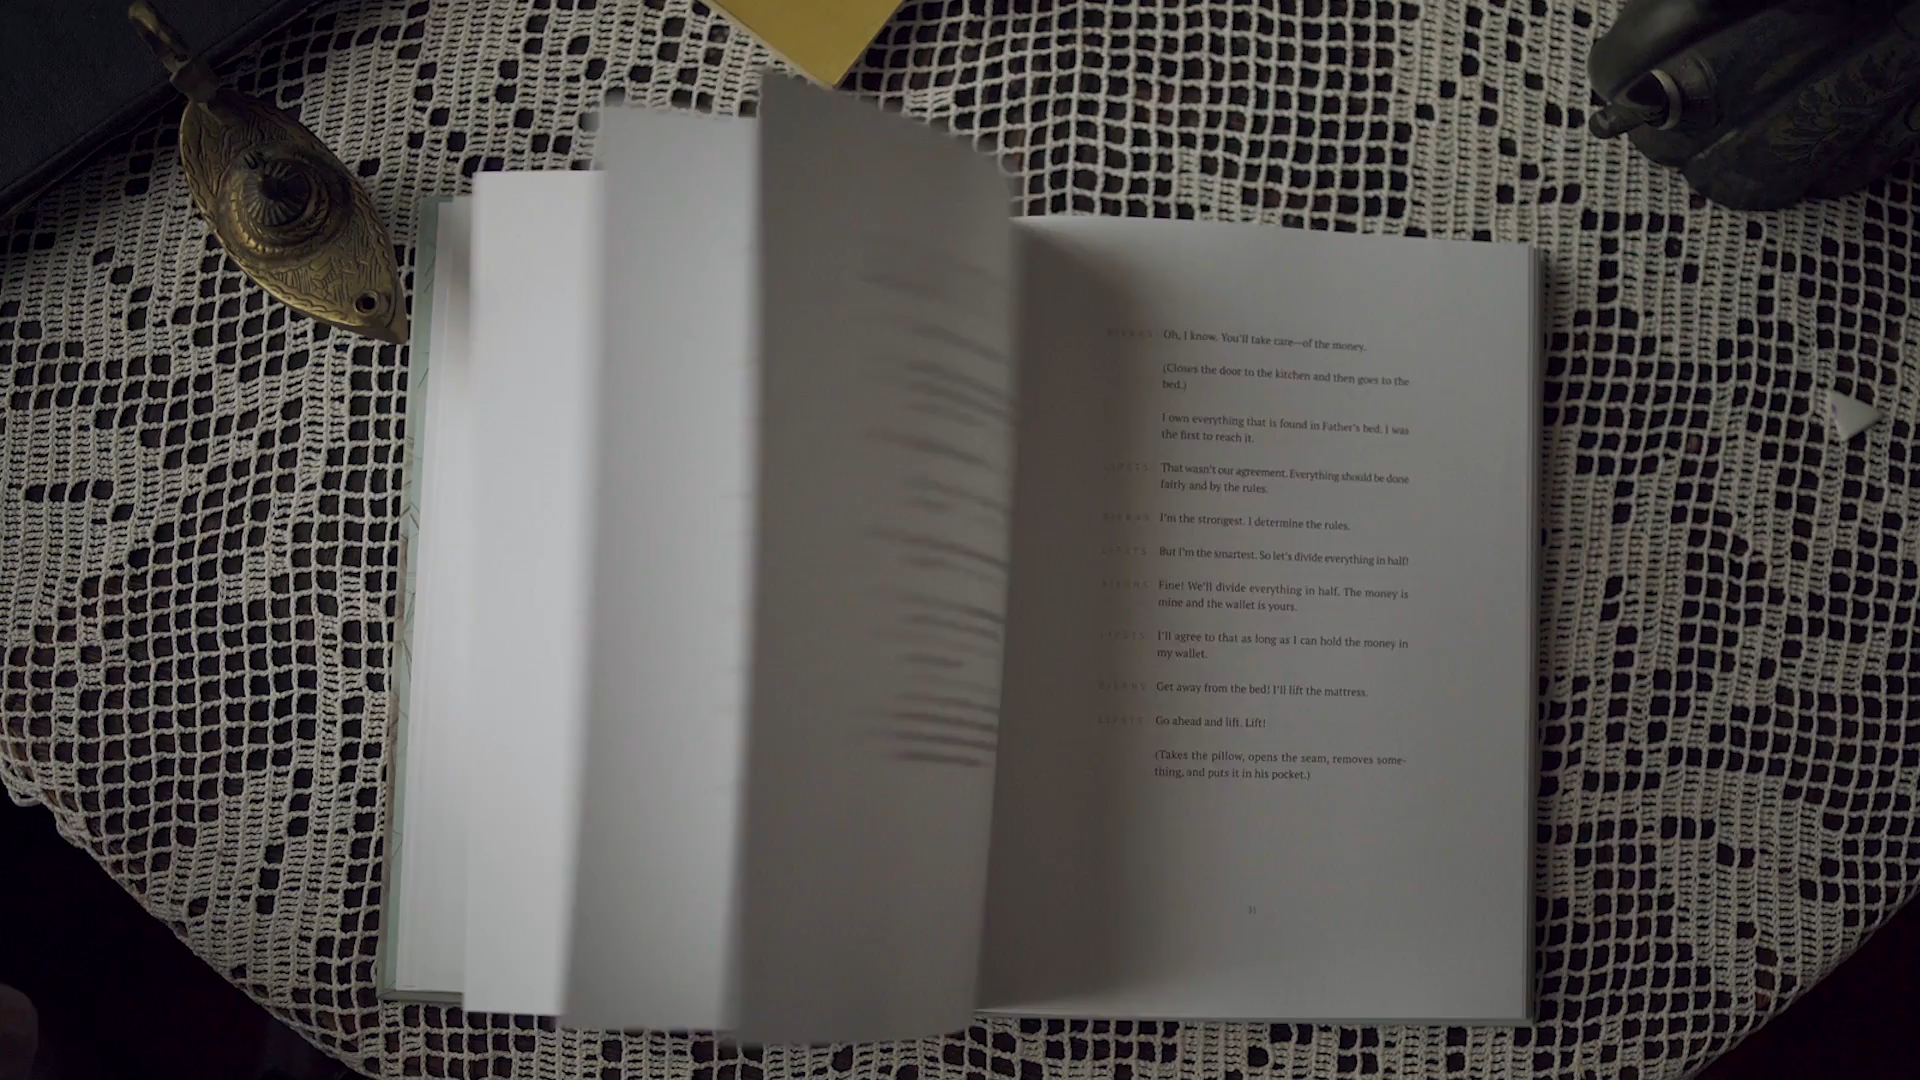 Oh, I know. You'll take care—of the money.
(Closes the door to the kitchen and then goes to the
bed.)
I own everything that is found in Father's bed. I was
the first to reach it.
That wasn't our agreement. Everything should be done
fairly and by the rules.
I'm the strongest. I determine the rules.
But I'm the smartest. So let's divide everything in half!
Fine! We'll divide everything in half. The money is
mine and the wallet is yours.
I'll agree to that as long as I can hold the money in
my wallet.
Get away from the bed! I'll lift the mattress.
Go ahead and lift. Lift!
(Takes the pillow, opens the seam, removes some-
thing, and puts it in his pocket.)